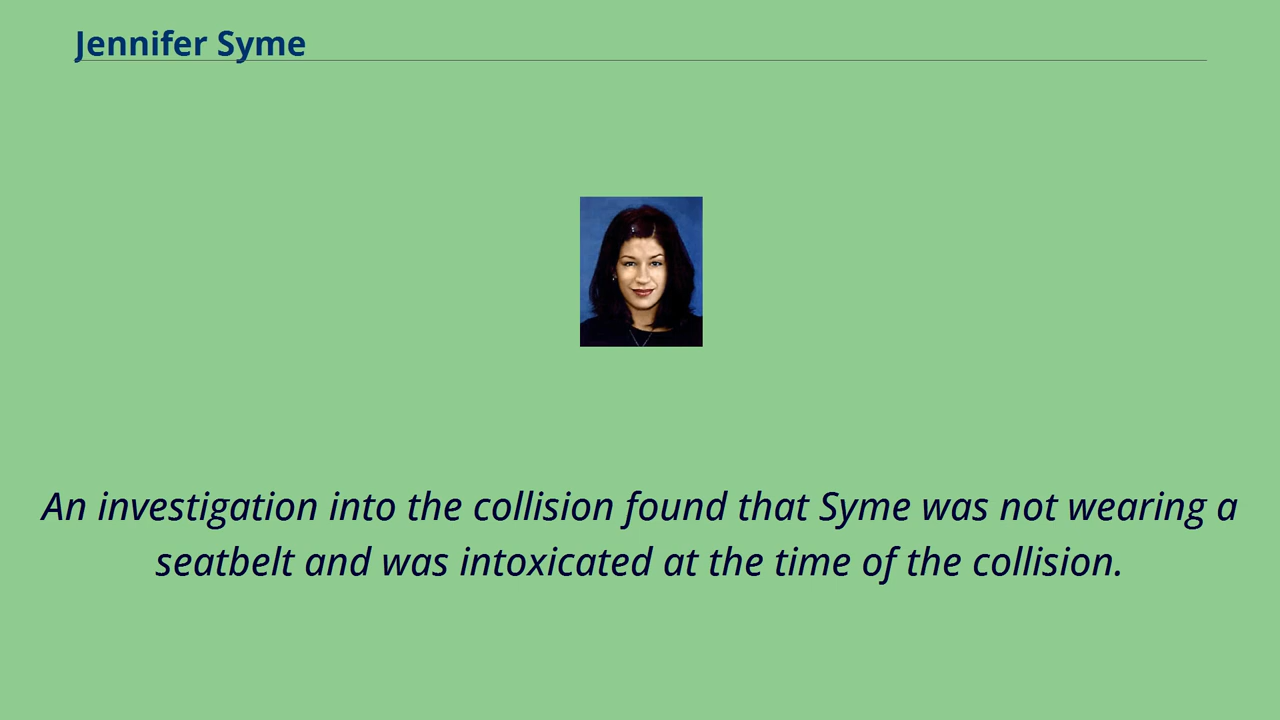 Jennifer Syme
An investigation into the collision found that Syme was not wearing a
seatbelt and was intoxicated at the time of the collision.